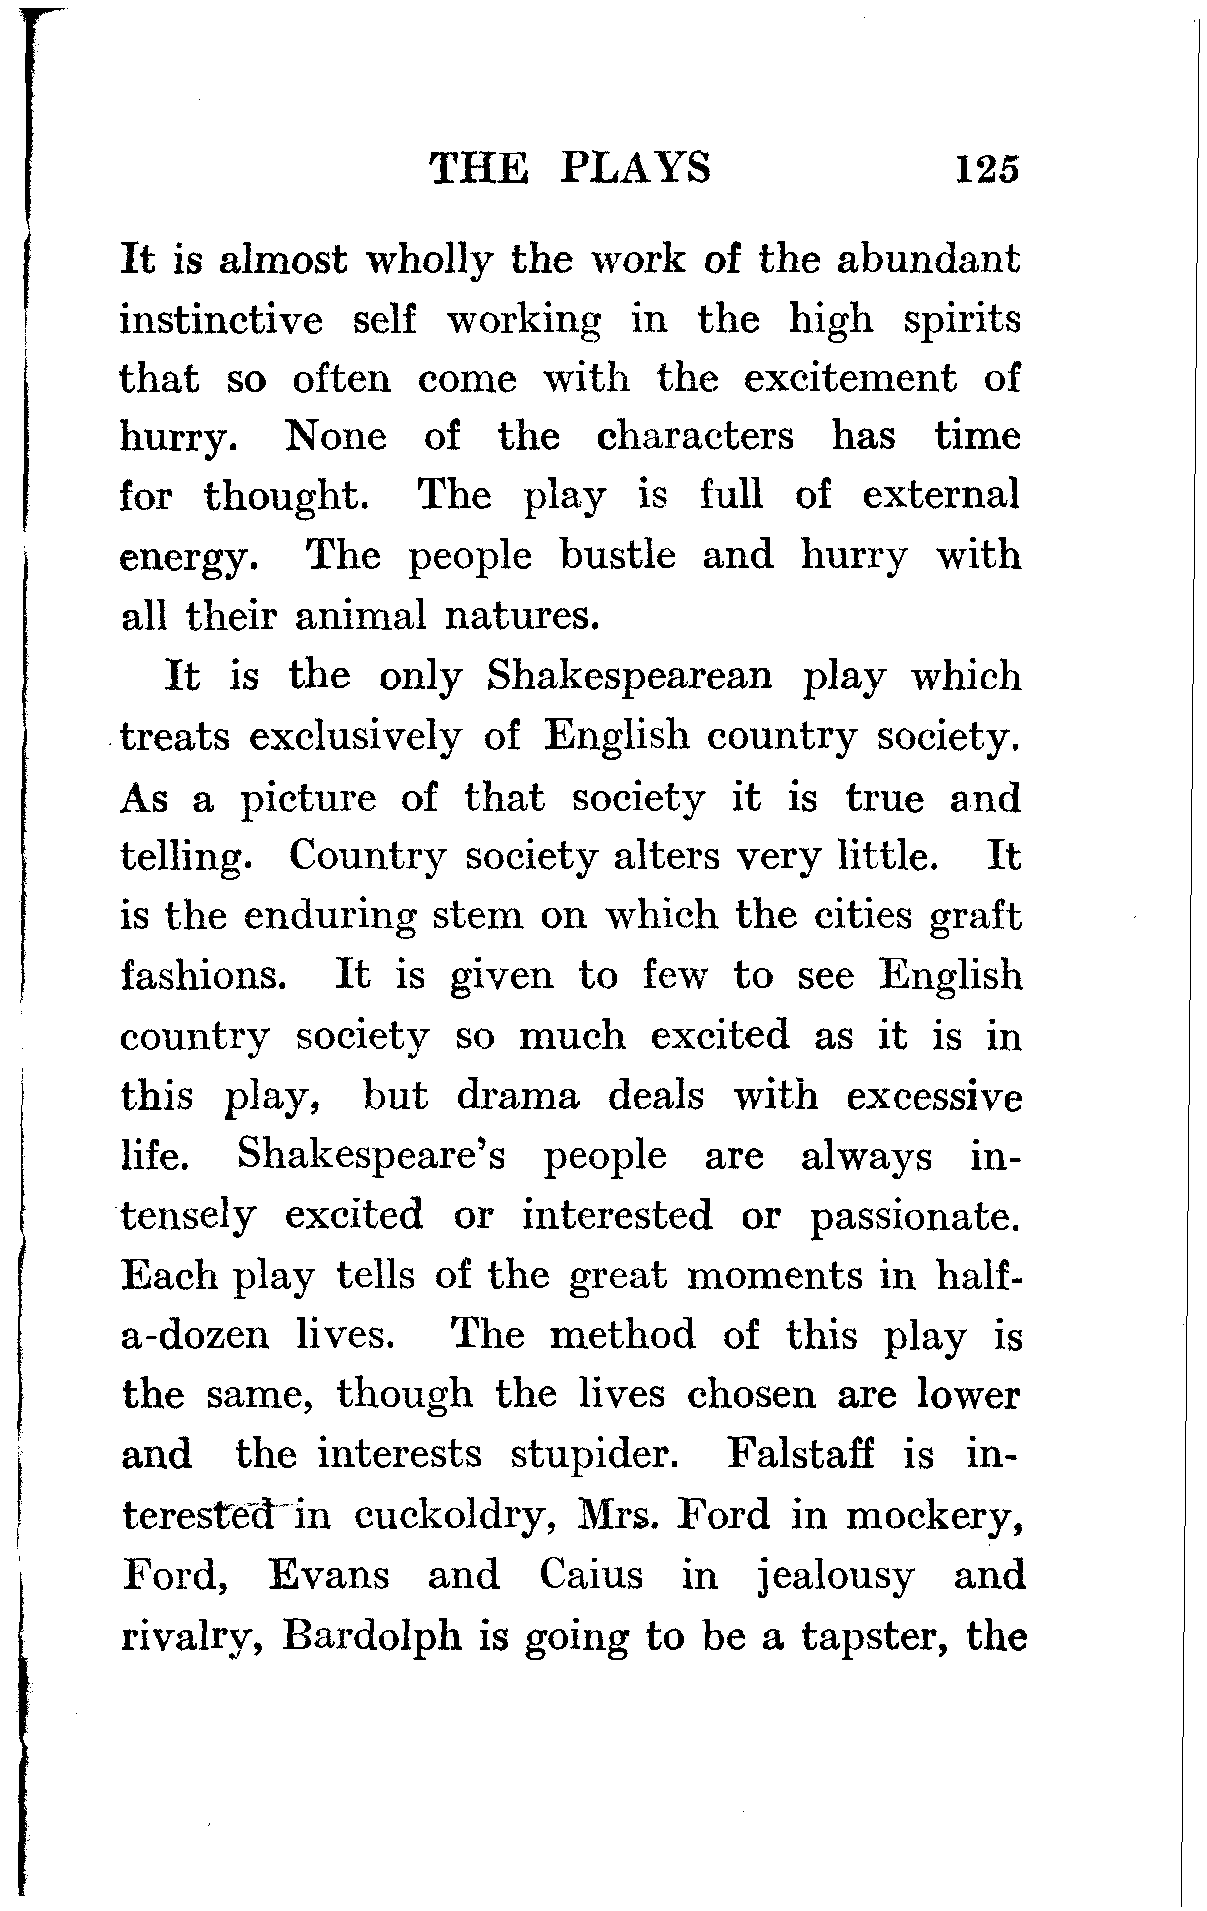 THE PLAYS 125
It is almost wholly the work of the abundant
instinctive self working in the high spirits
that so often come with the excitement of
hurry. None of the characters has time
for thought. The play is full of external
energy. The people bustle and hurry with
all their animal natures.
It is the only Shakespearean play which
treats exclusively of English country society.
As a picture of that society it is true and
telling. Country society alters very little. It
is the enduring stem on which the cities graft
fashions. It is given to few to see English
country society so much excited as it is in
this play, but drama deals with excessive
life. Shakespeare's people are always in-
tensely excited or interested or passionate.
Each play tells of the great moments in half-
a-dozen lives. The method of this play is
the same, though the lives chosen are lower
and the interests stupider. Falstaff is in-
terested in cuckoldry, Mrs. Ford in mockery,
Ford, Evans and Caius in jealousy and
rivalry, Bardolph is going to be a tapster, the